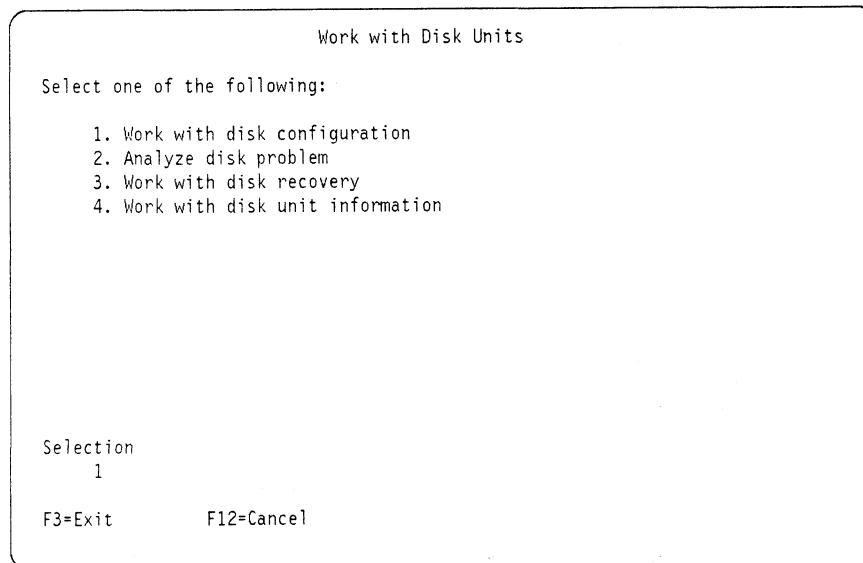 Work with Disk Units
Select one of the following:
1. Work with disk configuration
2. Analyze disk problem
3. Work with disk recovery
4. Work with disk unit information
Selection
1
F3=Exit F12=Cancel